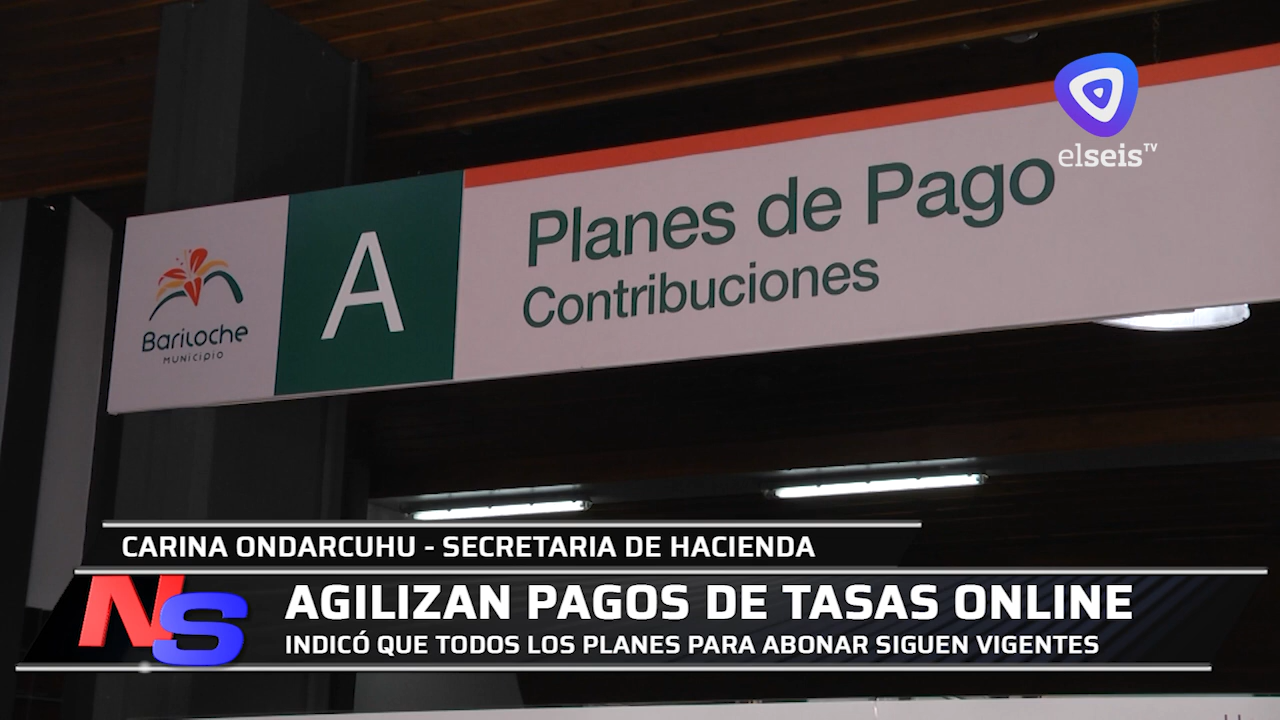 elseis TV
A
Planes de Pago
Contribuciones
Bariloche
MUNICIPIO
CARINA ONDARCUHU - SECRETARIA DE HACIENDA
NS
AGILIZAN PAGOS DE TASAS ONLINE
INDICÓ QUE TODOS LOS PLANES PARA ABONAR SIGUEN VIGENTES